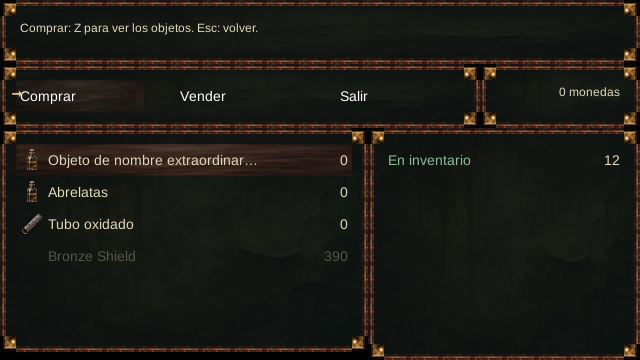 Comprar: Z para ver los objetos. Esc: volver.
Comprar Vender Salir
0 monedas
Objeto de nombre extraordinar… 0
Abrelatas 0
Tubo oxidado 0
Bronze Shield 390
En inventario 12